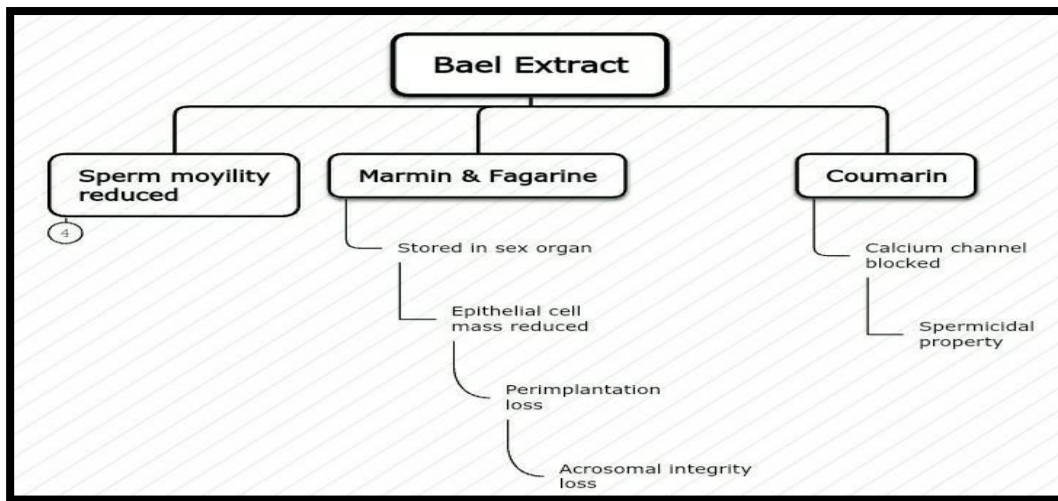 Bael Extract
Sperm moyility
reduced
4
Marmin & Fagarine
Stored in sex organ
Epithelial cell
mass reduced
Perimplantation
loss
Acrosomal integrity
loss
Coumarin
Calcium channel
blocked
Spermicidal
property